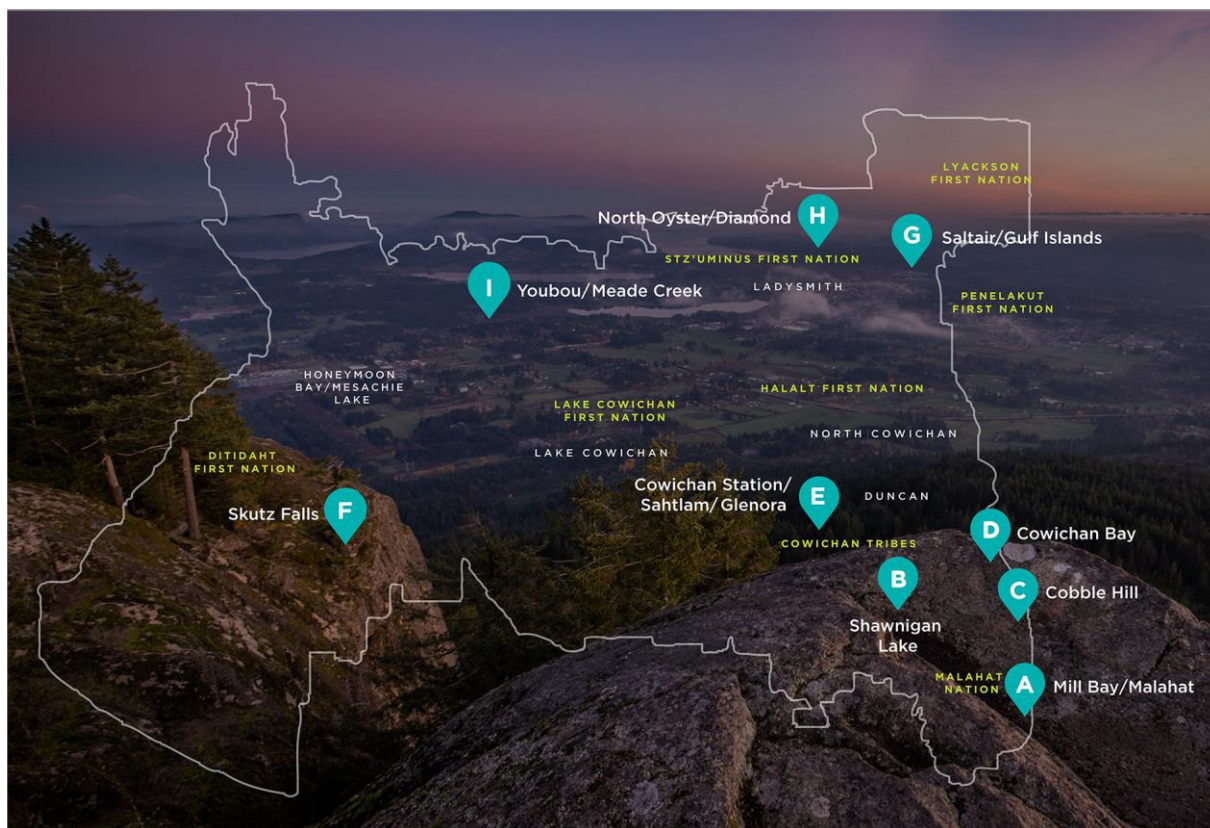 LYACKSON
FIRST NATION
North Oyster/Diamond
H
G
Saltair/Gulf Islands
STZ'UMINUS FIRST NATION
LADYSMITH
I
Youbou/Meade Creek
PENELAKUT
FIRST NATION
HONEYMOON
BAY/MESACHIE
LAKE
HALALT FIRST NATION
LAKE COWICHAN
FIRST NATION
NORTH COWICHAN
LAKE COWICHAN
DITIDAHT
FIRST NATION
Skutz Falls
F
Cowichan Station/
Sahtlam/Glenora
E
DUNCAN
D
Cowichan Bay
COWICHAN TRIBES
B
Shawnigan
Lake
C
Cobble Hill
MALAHAT
NATION
A
Mill Bay/Malahat